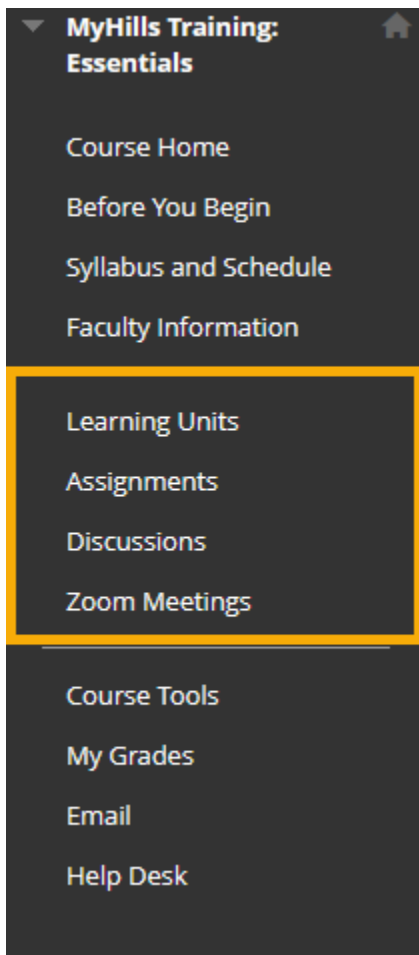 MyHills Training:
Essentials
Course Home
Before You Begin
Syllabus and Schedule
Faculty Information
Learning Units
Assignments
Discussions
Zoom Meetings
Course Tools
My Grades
Email
Help Desk